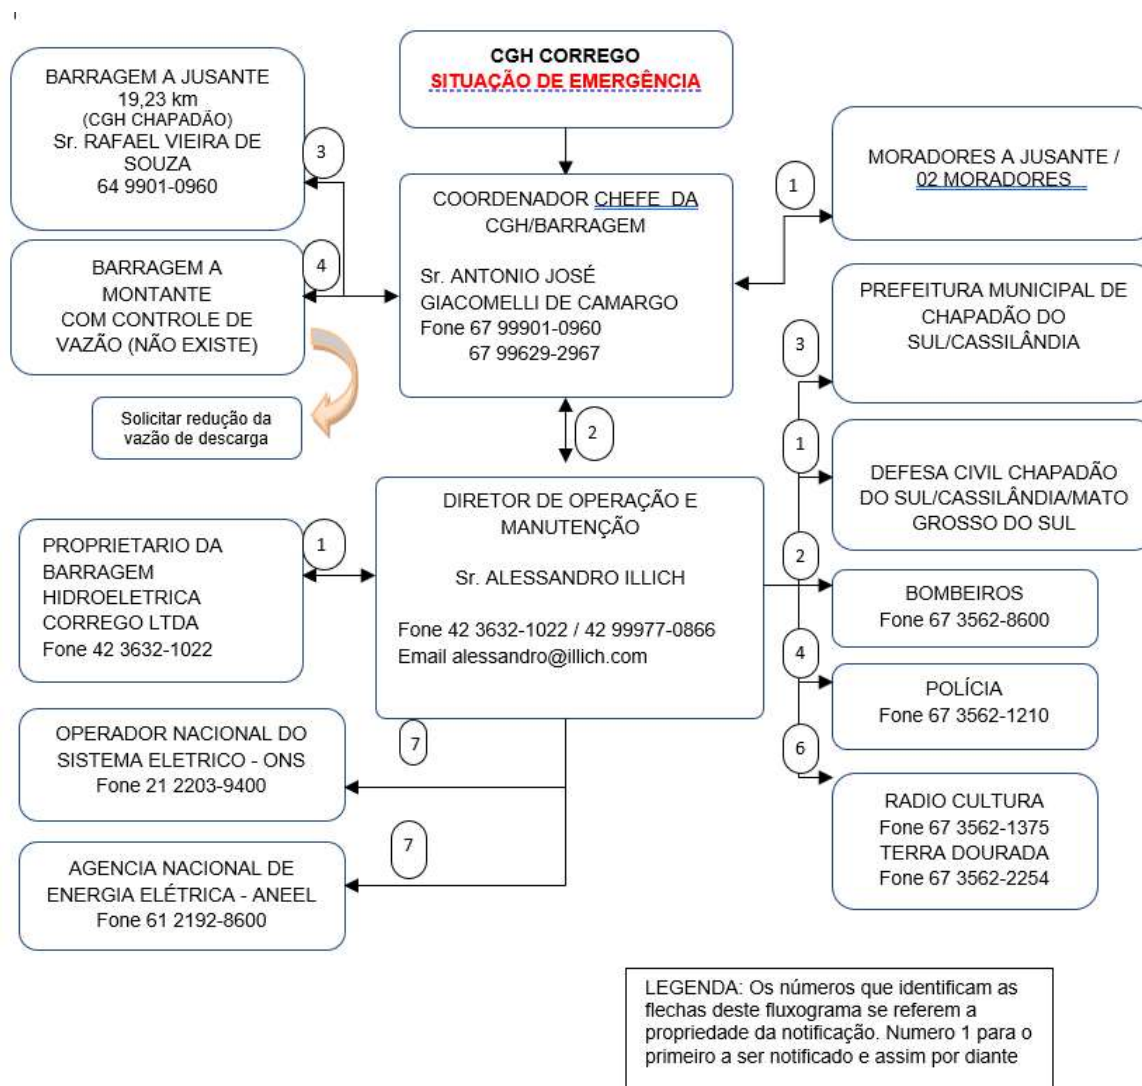 CGH CORREGO
SITUAÇÃO DE EMERGÊNCIA
BARRAGEM A JUSANTE
19,23 km
(CGH CHAPADÃO)
Sr. RAFAEL VIEIRA DE
SOUZA
64 9901-0960
3
BARRAGEM A
MONTANTE
COM CONTROLE DE
VAZÃO (NÃO EXISTE)
4
Solicitar redução da
vazão de descarga
COORDENADOR CHEFE DA
CGH/BARRAGEM
Sr. ANTONIO JOSÉ
GIACOMELLI DE CAMARGO
Fone 67 99901-0960
67 99629-2967
1
MORADORES A JUSANTE /
02 MORADORES
2
DIRETOR DE OPERAÇÃO E
MANUTENÇÃO
Sr. ALESSANDRO ILLICH
Fone 42 3632-1022 / 42 99977-0866
Email alessandro@illich.com
PROPRIETARIO DA
BARRAGEM
HIDROELETRICA
CORREGO LTDA
Fone 42 3632-1022
1
3
PREFEITURA MUNICIPAL DE
CHAPADÃO DO
SUL/CASSILÂNDIA
1
DEFESA CIVIL CHAPADÃO
DO SUL/CASSILÂNDIA/MATO
GROSSO DO SUL
2
BOMBEIROS
Fone 67 3562-8600
4
POLÍCIA
Fone 67 3562-1210
6
RADIO CULTURA
Fone 67 3562-1375
TERRA DOURADA
Fone 67 3562-2254
7
OPERADOR NACIONAL DO
SISTEMA ELETRICO - ONS
Fone 21 2203-9400
7
AGENCIA NACIONAL DE
ENERGIA ELÉTRICA - ANEEL
Fone 61 2192-8600
LEGENDA: Os números que identificam as
flechas deste fluxograma se referem a
propriedade da notificação. Numero 1 para o
primeiro a ser notificado e assim por diante